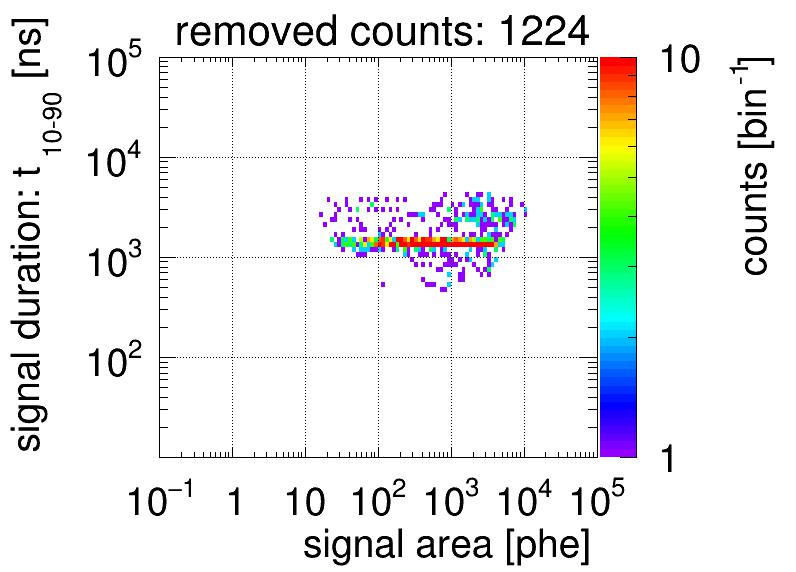 removed counts: 1224
signal duration: t 10-90 [ns]
10^5
10^4
10^3
10^2
10^−1 1 10 10^2 10^3 10^4 10^5
signal area [phe]
10
1
counts [bin^-1]